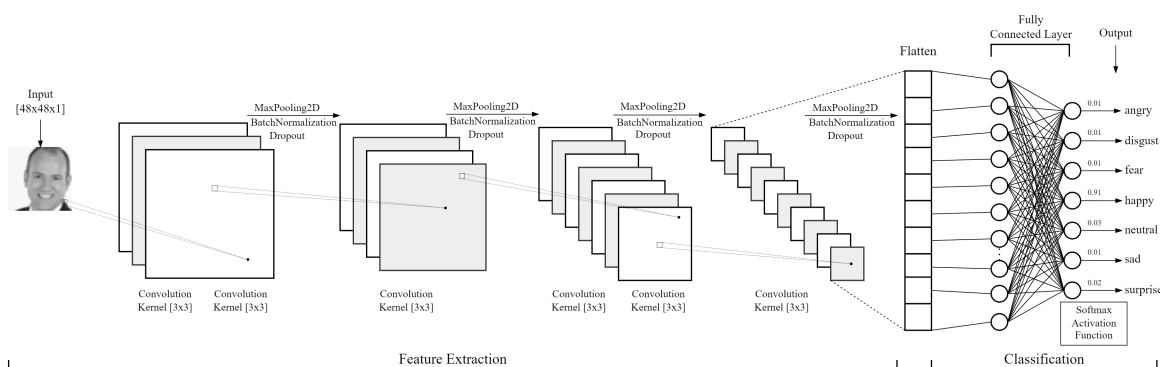 Input
[48x48x1]
MaxPooling2D
BatchNormalization
Dropout
MaxPooling2D
BatchNormalization
Dropout
MaxPooling2D
BatchNormalization
Dropout
MaxPooling2D
BatchNormalization
Dropout
Flatten
Fully
Connected Layer
Output
0.01 angry
0.01 disgust
0.01 fear
0.91 happy
0.03 neutral
0.01 sad
0.02 surprise
Softmax
Activation
Function
Convolution
Kernel [3x3]
Convolution
Kernel [3x3]
Convolution
Kernel [3x3]
Convolution
Kernel [3x3]
Convolution
Kernel [3x3]
Convolution
Kernel [3x3]
Feature Extraction
Classification